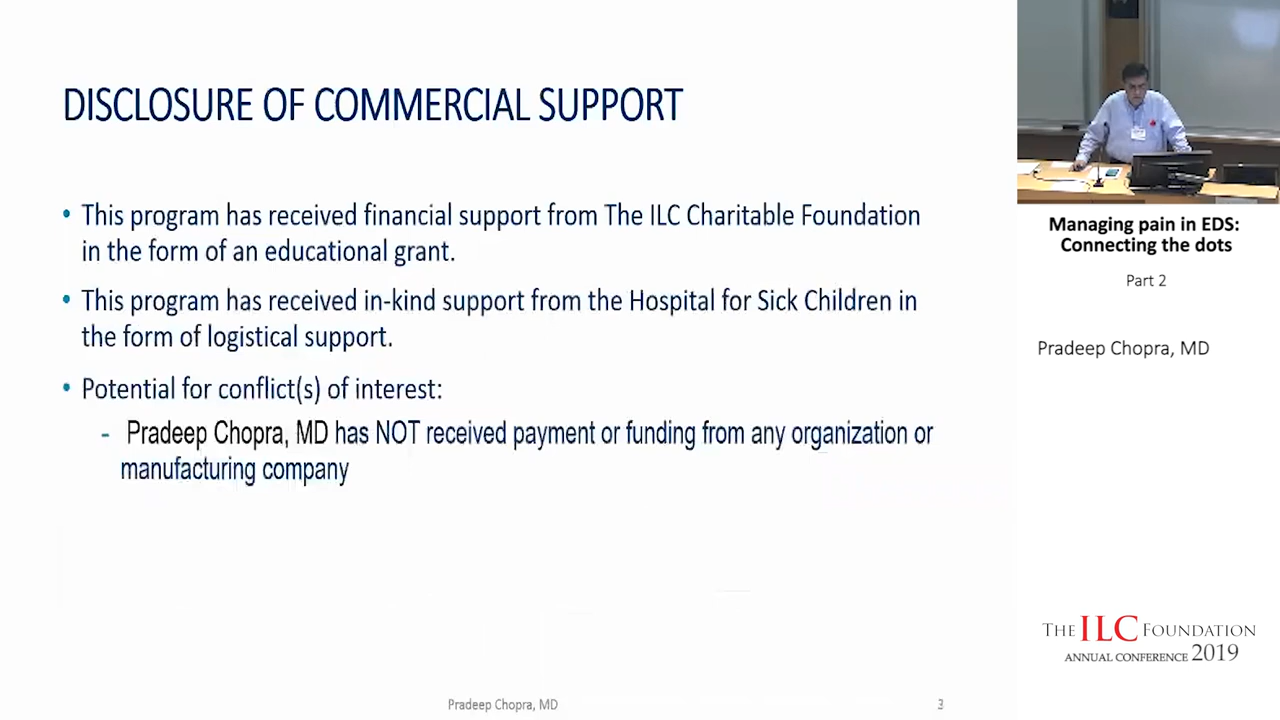 DISCLOSURE OF COMMERCIAL SUPPORT
• This program has received financial support from The ILC Charitable Foundation
in the form of an educational grant.
• This program has received in-kind support from the Hospital for Sick Children in
the form of logistical support.
• Potential for conflict(s) of interest:
- Pradeep Chopra, MD has NOT received payment or funding from any organization or
manufacturing company
Pradeep Chopra, MD
3
Managing pain in EDS:
Connecting the dots
Part 2
Pradeep Chopra, MD
THE ILC FOUNDATION
ANNUAL CONFERENCE 2019